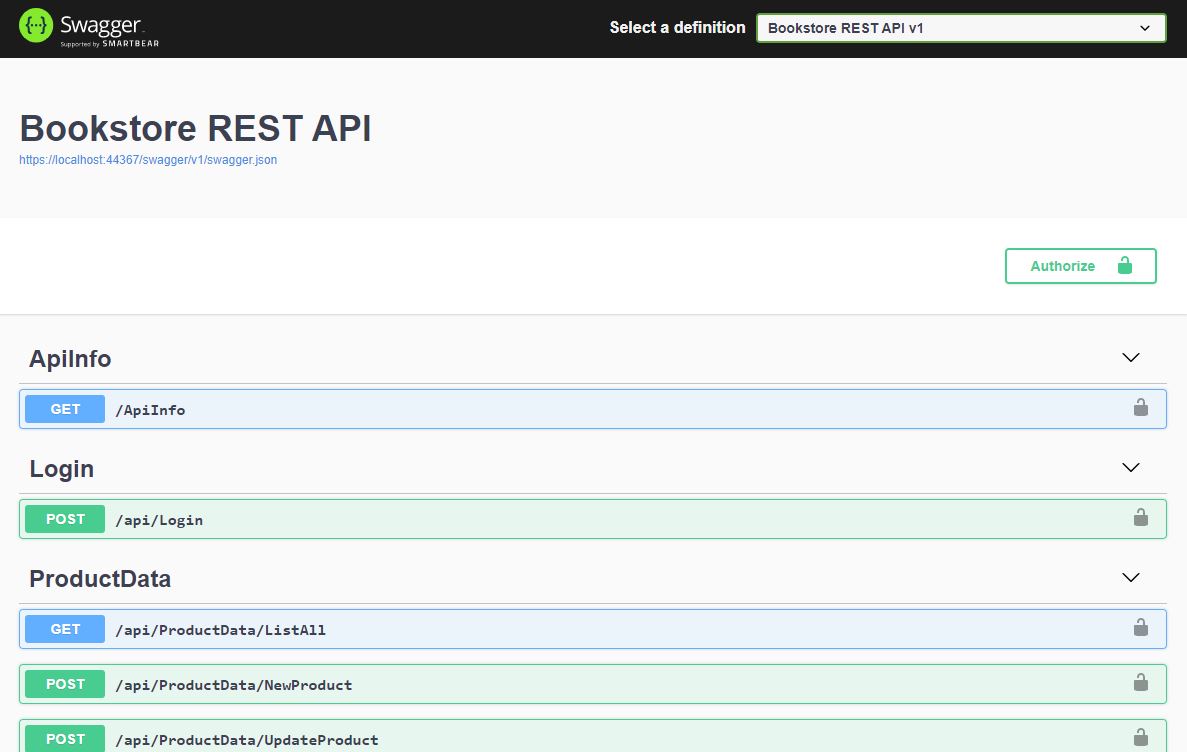 Swagger
Supported by SMARTBEAR
Select a definition
Bookstore REST API v1
Bookstore REST API
https://localhost:44367/swagger/v1/swagger.json
Authorize
ApiInfo
GET /ApiInfo
Login
POST /api/Login
ProductData
GET /api/ProductData/ListAll
POST /api/ProductData/NewProduct
POST /api/ProductData/UpdateProduct